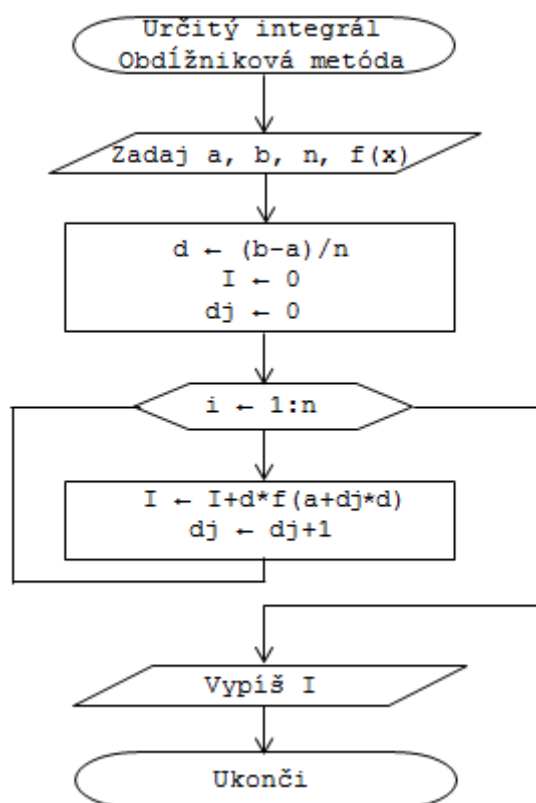 Určitý integrál
Obdĺžniková metóda
Zadaj a, b, n, f(x)
d ← (b-a)/n
I ← 0
dj ← 0
i ← 1:n
I ← I+d*f(a+dj*d)
dj ← dj+1
Vypíš I
Ukonči